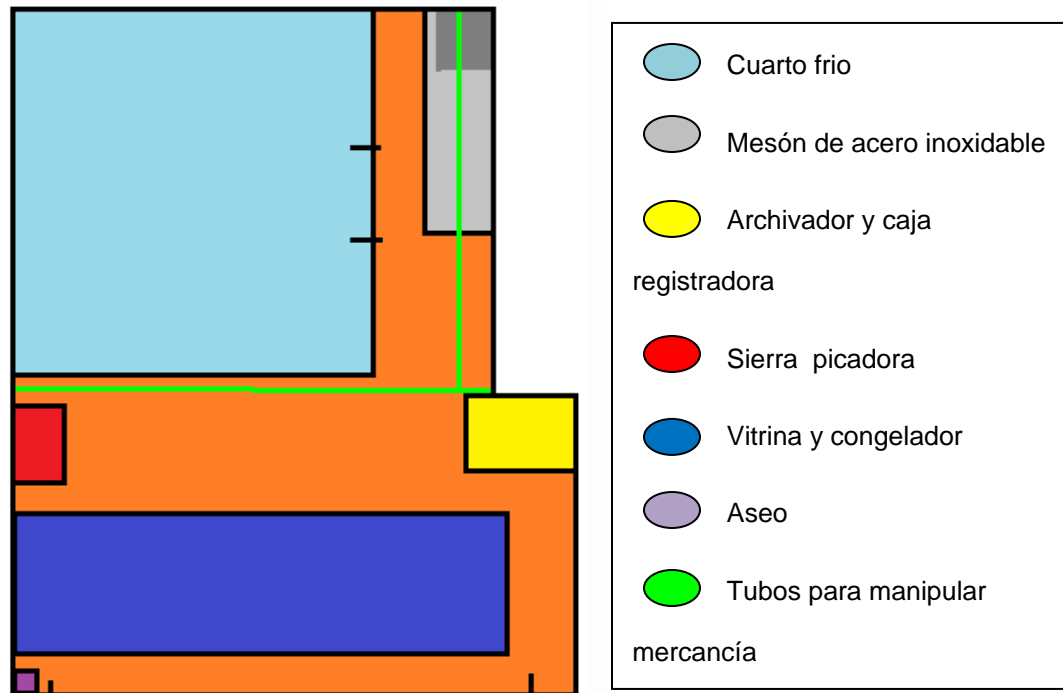 Cuarto frio
Mesón de acero inoxidable
Archivador y caja
registradora
Sierra picadora
Vitrina y congelador
Aseo
Tubos para manipular
mercancía